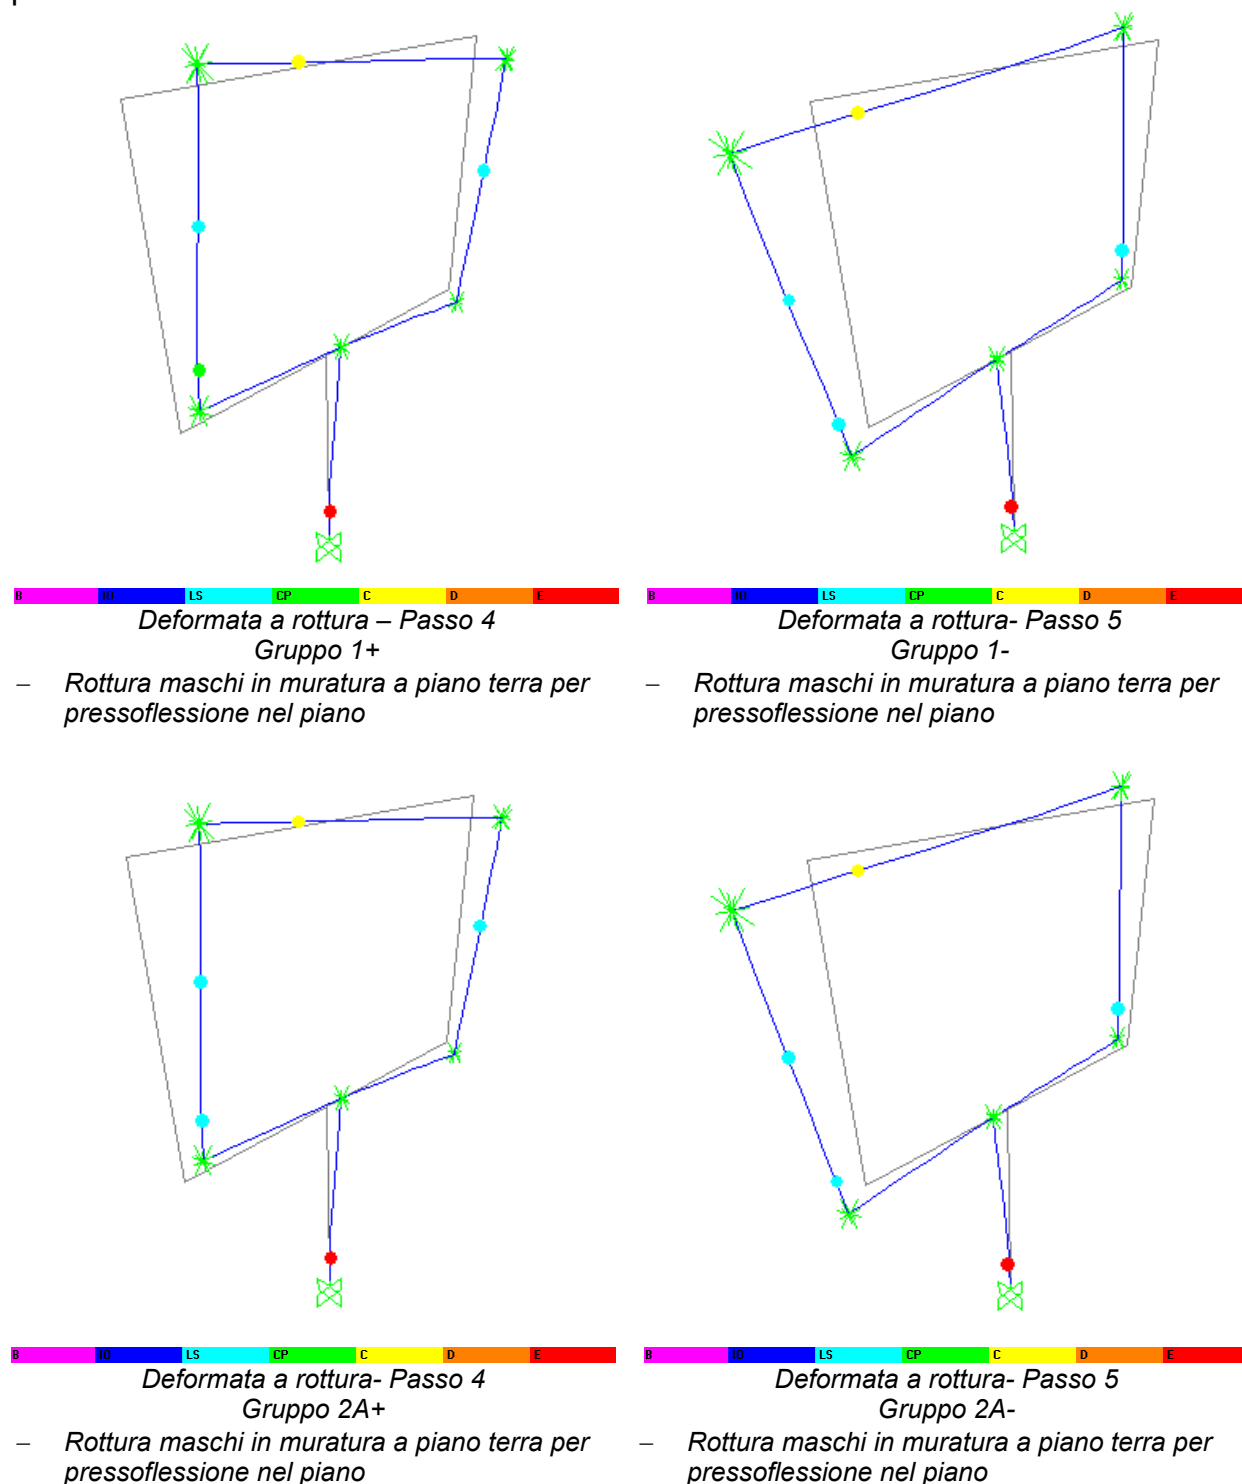 B IO LS CP C D E
Deformata a rottura – Passo 4
Gruppo 1+
– Rottura maschi in muratura a piano terra per
pressoflessione nel piano
B IO LS CP C D E
Deformata a rottura- Passo 5
Gruppo 1-
– Rottura maschi in muratura a piano terra per
pressoflessione nel piano
B IO LS CP C D E
Deformata a rottura- Passo 4
Gruppo 2A+
– Rottura maschi in muratura a piano terra per
pressoflessione nel piano
B IO LS CP C D E
Deformata a rottura- Passo 5
Gruppo 2A-
– Rottura maschi in muratura a piano terra per
pressoflessione nel piano